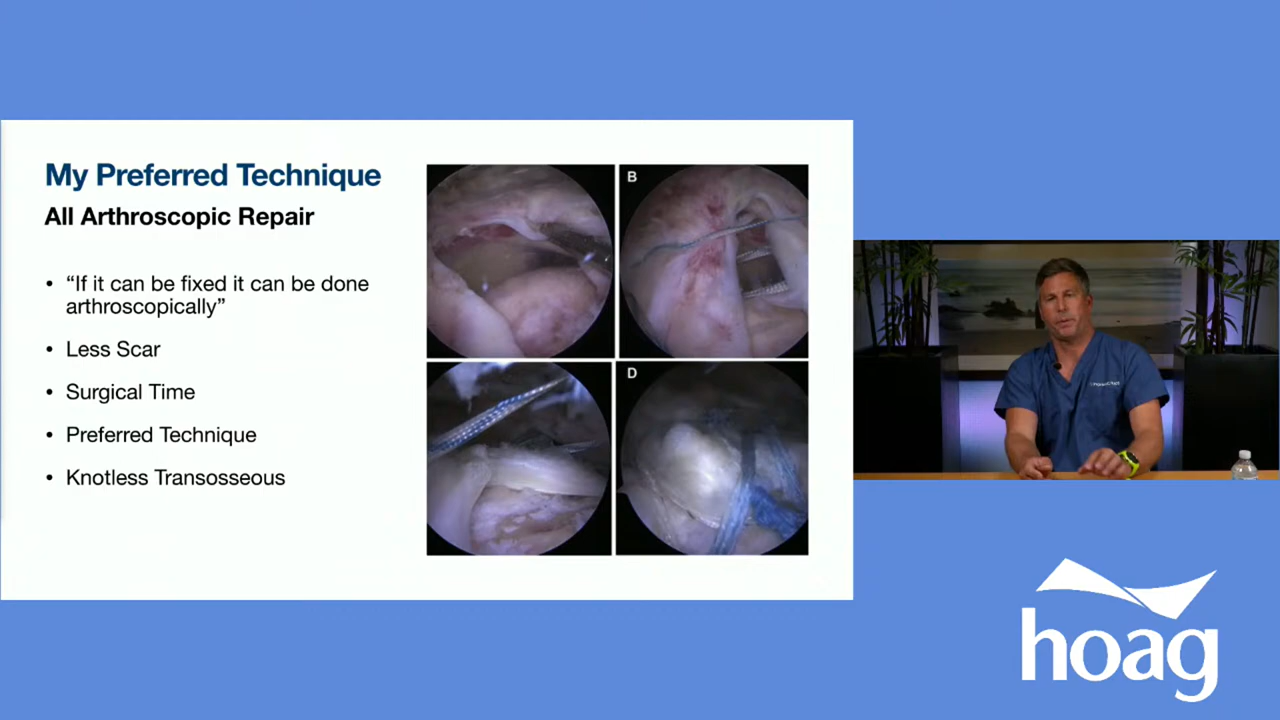 My Preferred Technique
All Arthroscopic Repair
• “If it can be fixed it can be done
arthroscopically”
• Less Scar
• Surgical Time
• Preferred Technique
• Knotless Transosseous
B
D
hoag